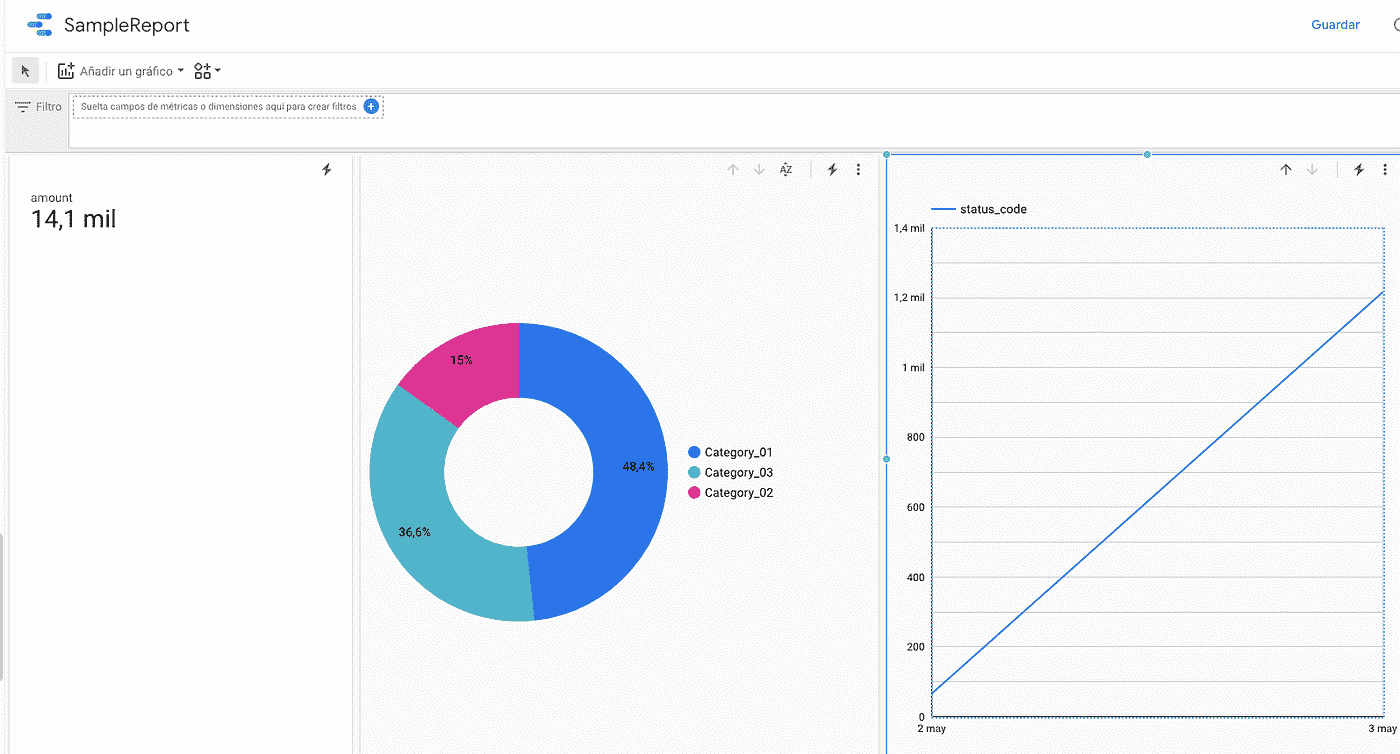 SampleReport
Guardar
Añadir un gráfico
Filtro
Suelta campos de métricas o dimensiones aquí para crear filtros
amount
14,1 mil
AZ
15%
48,4%
36,6%
Category_01
Category_03
Category_02
status_code
1,4 mil
1,2 mil
1 mil
800
600
400
200
0
2 may
3 may